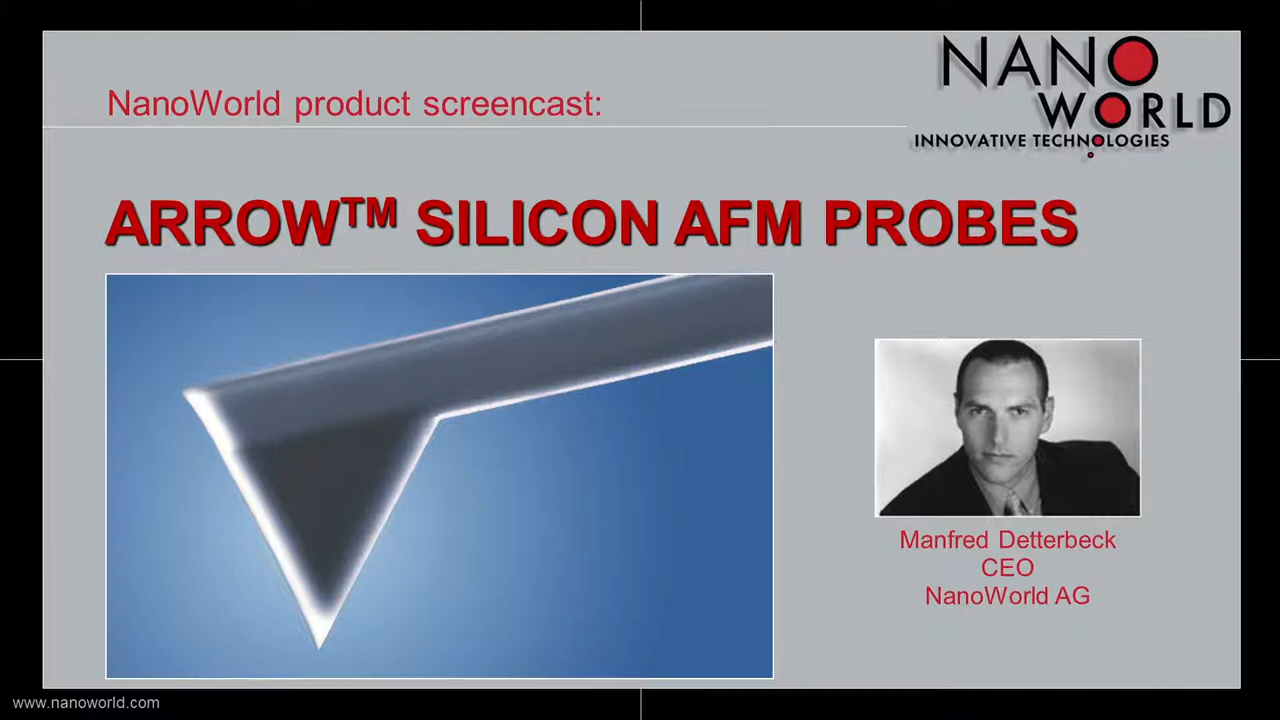 NANO
WORLD
INNOVATIVE TECHNOLOGIES
NanoWorld product screencast:
ARROW™ SILICON AFM PROBES
Manfred Detterbeck
CEO
NanoWorld AG
www.nanoworld.com